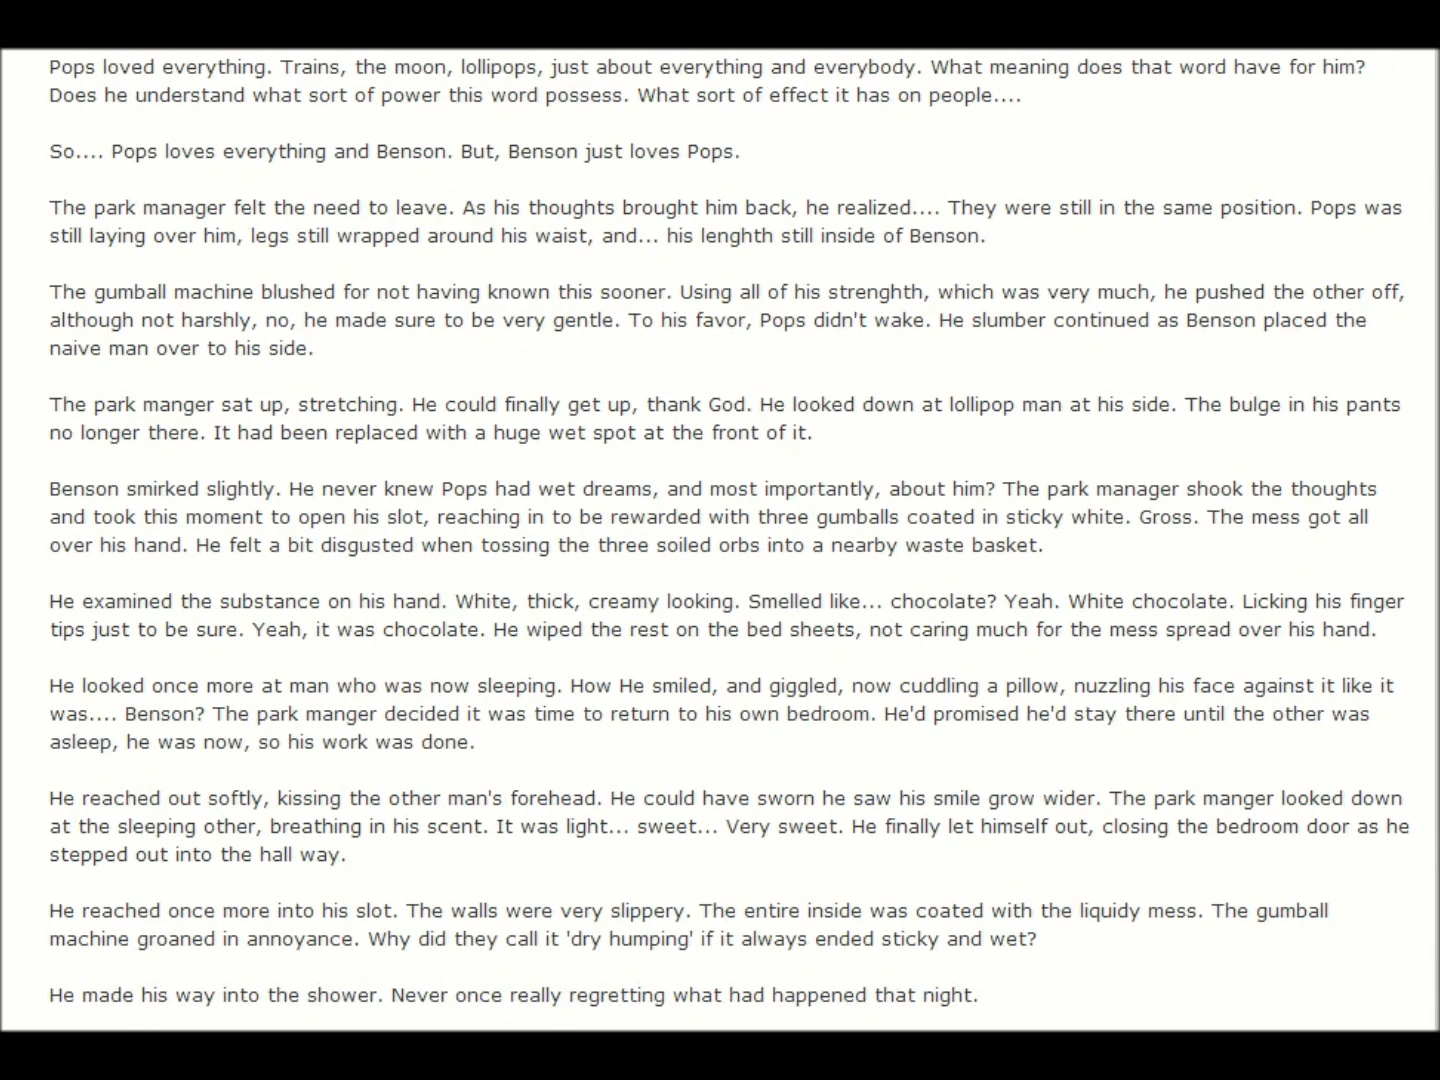 Pops loved everything. Trains, the moon, lollipops, just about everything and everybody. What meaning does that word have for him?
Does he understand what sort of power this word possess. What sort of effect it has on people....
So.... Pops loves everything and Benson. But, Benson just loves Pops.
The park manager felt the need to leave. As his thoughts brought him back, he realized.... They were still in the same position. Pops was
still laying over him, legs still wrapped around his waist, and... his lenghth still inside of Benson.
The gumball machine blushed for not having known this sooner. Using all of his strenghth, which was very much, he pushed the other off,
although not harshly, no, he made sure to be very gentle. To his favor, Pops didn't wake. He slumber continued as Benson placed the
naive man over to his side.
The park manger sat up, stretching. He could finally get up, thank God. He looked down at lollipop man at his side. The bulge in his pants
no longer there. It had been replaced with a huge wet spot at the front of it.
Benson smirked slightly. He never knew Pops had wet dreams, and most importantly, about him? The park manager shook the thoughts
and took this moment to open his slot, reaching in to be rewarded with three gumballs coated in sticky white. Gross. The mess got all
over his hand. He felt a bit disgusted when tossing the three soiled orbs into a nearby waste basket.
He examined the substance on his hand. White, thick, creamy looking. Smelled like... chocolate? Yeah. White chocolate. Licking his finger
tips just to be sure. Yeah, it was chocolate. He wiped the rest on the bed sheets, not caring much for the mess spread over his hand.
He looked once more at man who was now sleeping. How He smiled, and giggled, now cuddling a pillow, nuzzling his face against it like it
was.... Benson? The park manger decided it was time to return to his own bedroom. He'd promised he'd stay there until the other was
asleep, he was now, so his work was done.
He reached out softly, kissing the other man's forehead. He could have sworn he saw his smile grow wider. The park manger looked down
at the sleeping other, breathing in his scent. It was light... sweet... Very sweet. He finally let himself out, closing the bedroom door as he
stepped out into the hall way.
He reached once more into his slot. The walls were very slippery. The entire inside was coated with the liquidy mess. The gumball
machine groaned in annoyance. Why did they call it 'dry humping' if it always ended sticky and wet?
He made his way into the shower. Never once really regretting what had happened that night.